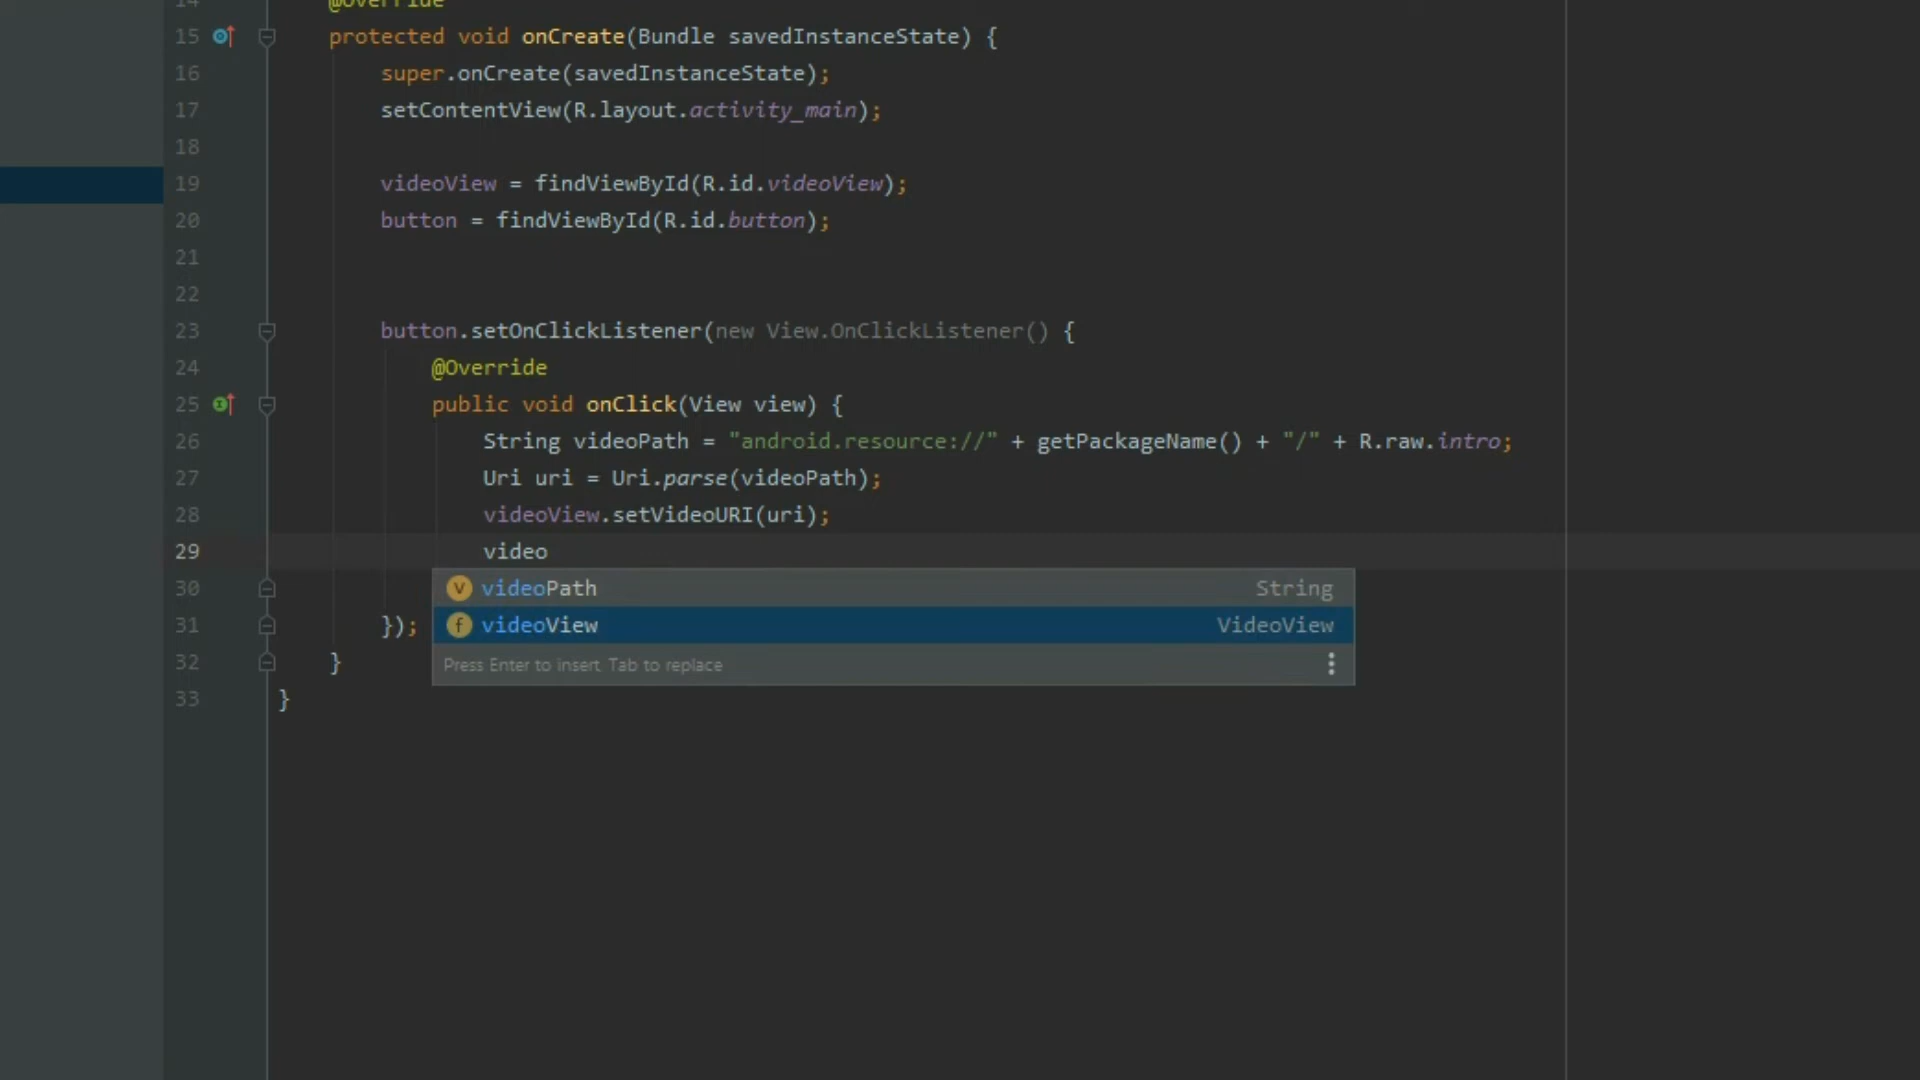 14 @Override
15 protected void onCreate(Bundle savedInstanceState) {
16 super.onCreate(savedInstanceState);
17 setContentView(R.layout.activity_main);
18
19 videoView = findViewById(R.id.videoView);
20 button = findViewById(R.id.button);
21
22
23 button.setOnClickListener(new View.OnClickListener() {
24 @Override
25 public void onClick(View view) {
26 String videoPath = "android.resource://" + getPackageName() + "/" + R.raw.intro;
27 Uri uri = Uri.parse(videoPath);
28 videoView.setVideoURI(uri);
29 video
30 v videoPath String
f videoView VideoView
31 });
Press Enter to insert, Tab to replace
32 }
33 }